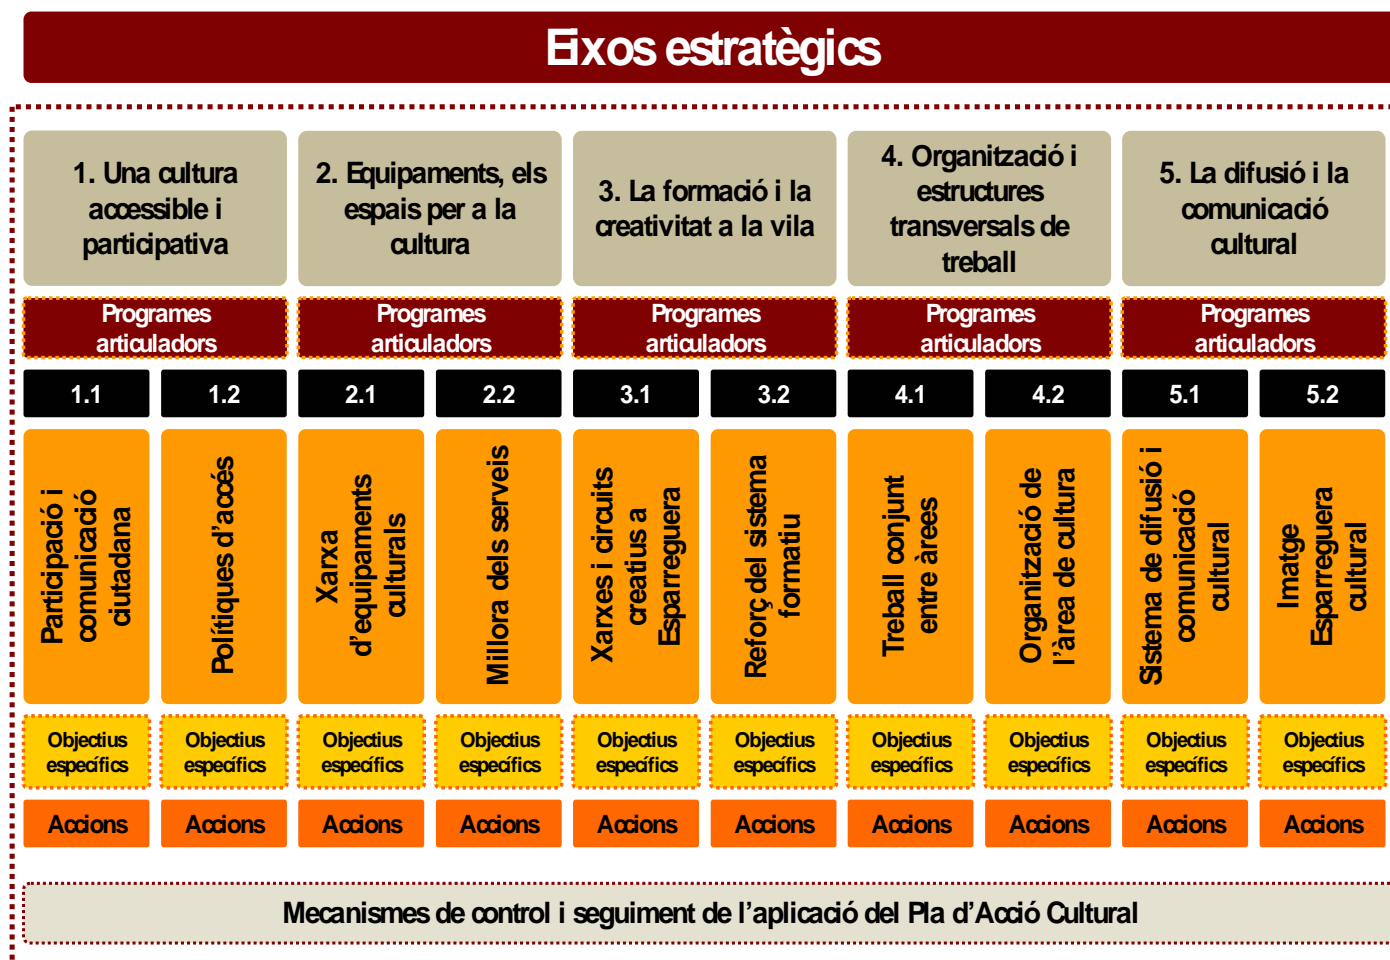 Eixos estratègics
1. Una cultura
accessible i
participativa
2. Equipaments, els
espais per a la
cultura
3. La formació i la
creativitat a la vila
4. Organització i
estructures
transversals de
treball
5. La difusió i la
comunicació
cultural
Programes
articuladors
Programes
articuladors
Programes
articuladors
Programes
articuladors
Programes
articuladors
1.1
1.2
2.1
2.2
3.1
3.2
4.1
4.2
5.1
5.2
Participació i
comunicació
ciutadana
Polítiques d’accés
Xarxa
d’equipaments
culturals
Millora dels serveis
Xarxes i circuits
creatius a
Esparreguera
Reforç del sistema
formatiu
Treball conjunt
entre àrees
Organització de
l’àrea de cultura
Sistema de difusió i
comunicació
cultural
Imatge
Esparreguera
cultural
Objectius
específics
Objectius
específics
Objectius
específics
Objectius
específics
Objectius
específics
Objectius
específics
Objectius
específics
Objectius
específics
Objectius
específics
Objectius
específics
Accions
Accions
Accions
Accions
Accions
Accions
Accions
Accions
Accions
Accions
Mecanismes de control i seguiment de l’aplicació del Pla d’Acció Cultural